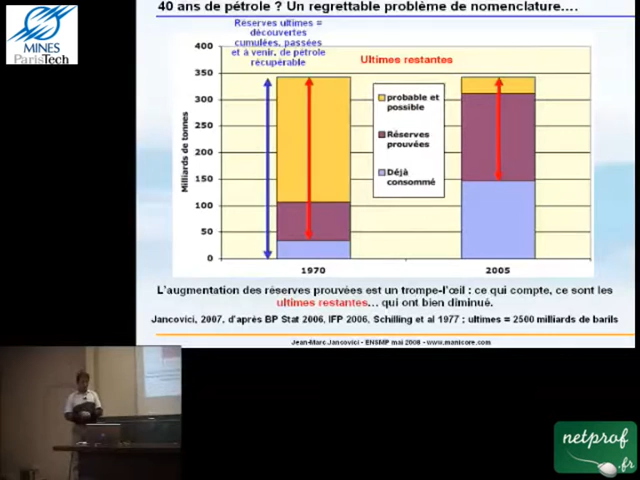 40 ans de pétrole ? Un regrettable problème de nomenclature....
MINES
ParisTech
Réserves ultimes =
découvertes
cumulées, passées
et à venir. de pétrole
récupérable
Ultimes restantes
Milliards de tonnes
400
350
300
250
200
150
100
50
0
probable et
possible
Réserves
prouvées
Déjà
consommé
1970
2005
L'augmentation des réserves prouvées est un trompe-l'œil : ce qui compte, ce sont les
ultimes restantes... qui ont bien diminué.
Jancovici, 2007, d'après BP Stat 2006, IFP 2006, Schilling et al 1977 ; ultimes = 2500 milliards de barils
Jean-Marc Jancovici - ENSMP mai 2008 - www.manicore.com
netprof
.fr